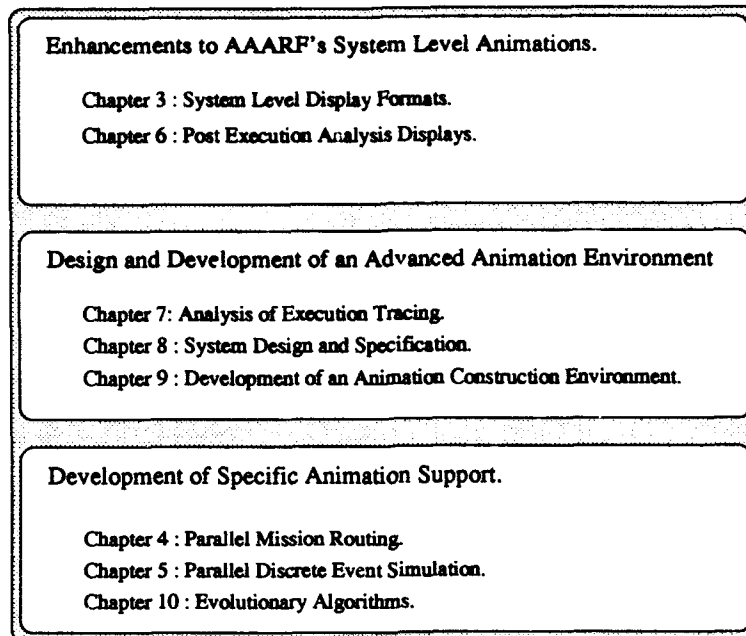 Enhancements to AAARF's System Level Animations.
Chapter 3 : System Level Display Formats.
Chapter 6 : Post Execution Analysis Displays.
Design and Development of an Advanced Animation Environment
Chapter 7: Analysis of Execution Tracing.
Chapter 8 : System Design and Specification.
Chapter 9 : Development of an Animation Construction Environment.
Development of Specific Animation Support.
Chapter 4 : Parallel Mission Routing.
Chapter 5 : Parallel Discrete Event Simulation.
Chapter 10 : Evolutionary Algorithms.